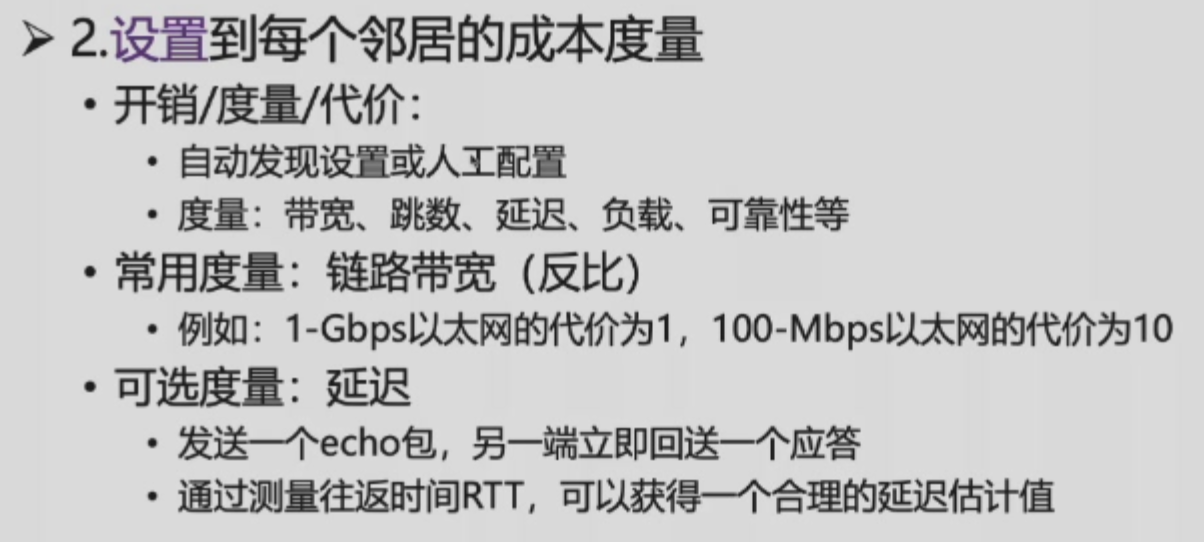 ➢ 2.设置到每个邻居的成本度量
• 开销/度量/代价：
• 自动发现设置或人工配置
• 度量：带宽、跳数、延迟、负载、可靠性等
• 常用度量：链路带宽（反比）
• 例如：1-Gbps以太网的代价为1，100-Mbps以太网的代价为10
• 可选度量：延迟
• 发送一个echo包，另一端立即回送一个应答
• 通过测量往返时间RTT，可以获得一个合理的延迟估计值